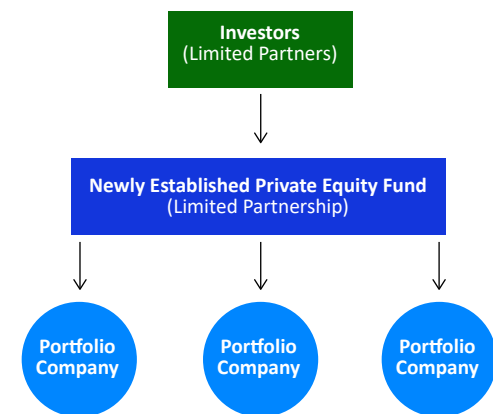 Investors
(Limited Partners)
Newly Established Private Equity Fund
(Limited Partnership)
Portfolio
Company
Portfolio
Company
Portfolio
Company